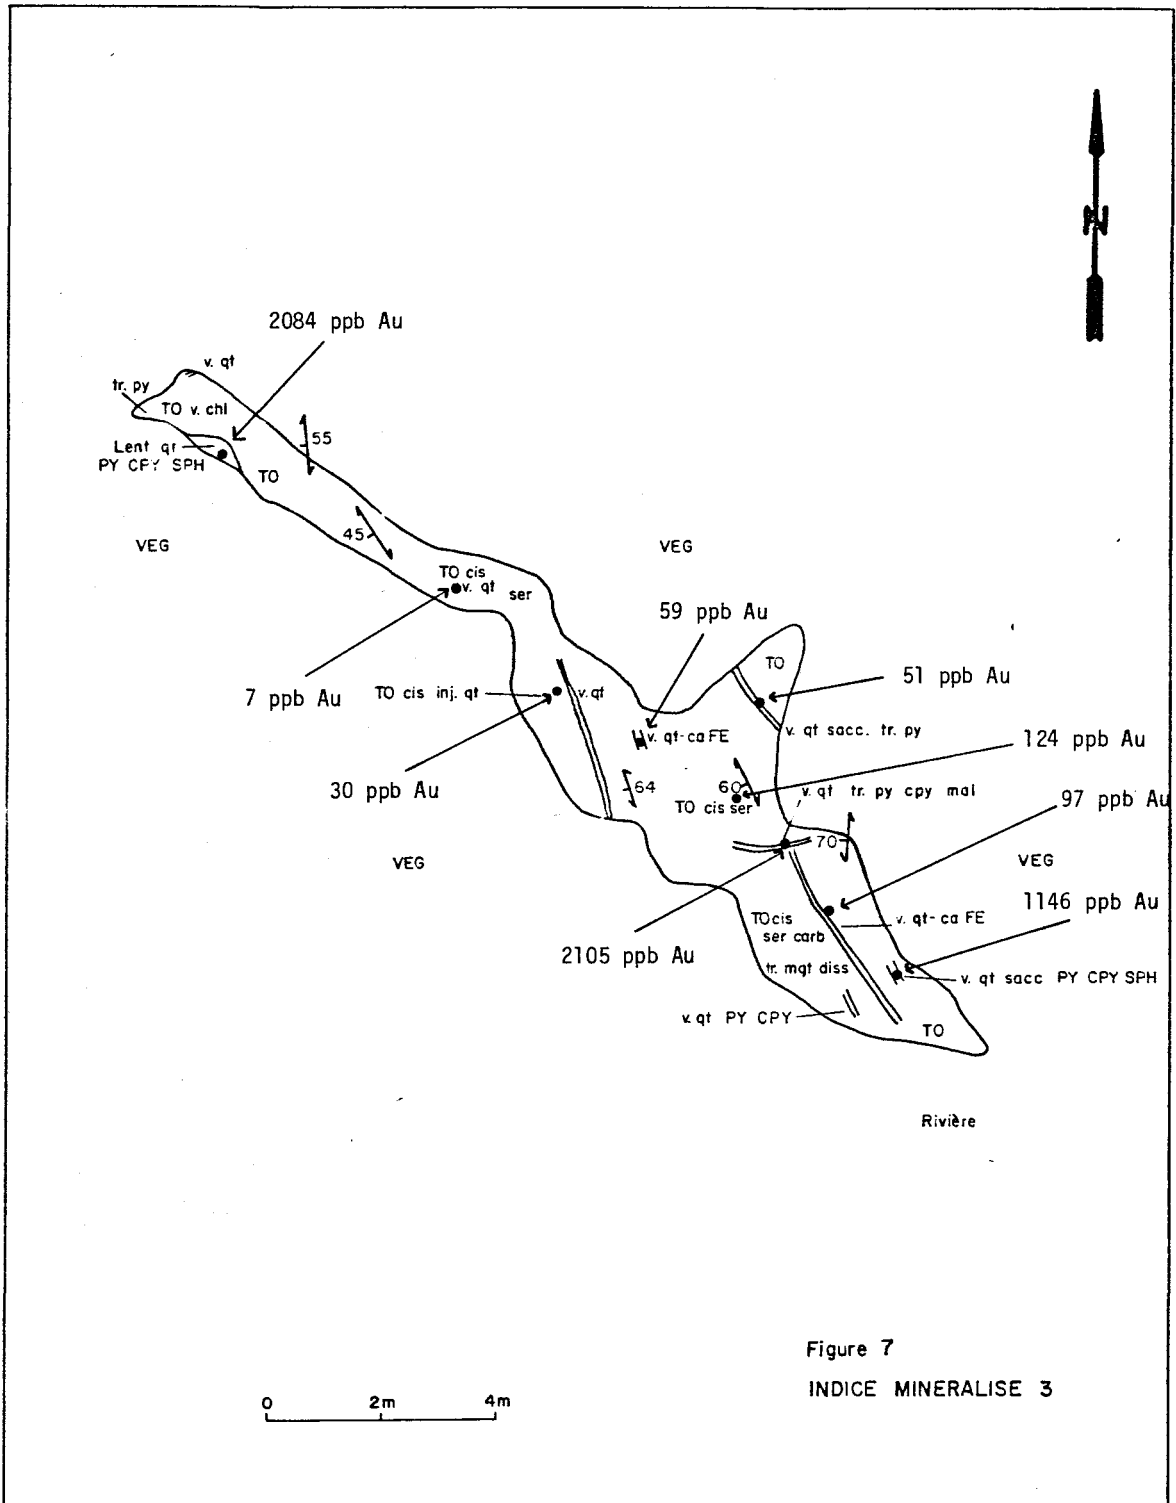 N
2084 ppb Au
v. qt
tr. py
TO v. chl
55
Lent qt
PY CPY SPH
TO
45
VEG
VEG
TO cis
v. qt
ser
59 ppb Au
7 ppb Au
TO cis inj. qt
v. qt
TO
51 ppb Au
v. qt-ca FE
v. qt sacc. tr. py
124 ppb Au
30 ppb Au
64
60
v. qt tr. py cpy mal
TO cis ser
97 ppb Au
70
VEG
VEG
1146 ppb Au
TO cis
ser carb
v. qt-ca FE
2105 ppb Au
tr. mgt diss
v. qt sacc PY CPY SPH
v. qt PY CPY
TO
Rivière
Figure 7
INDICE MINERALISE 3
0 2m 4m